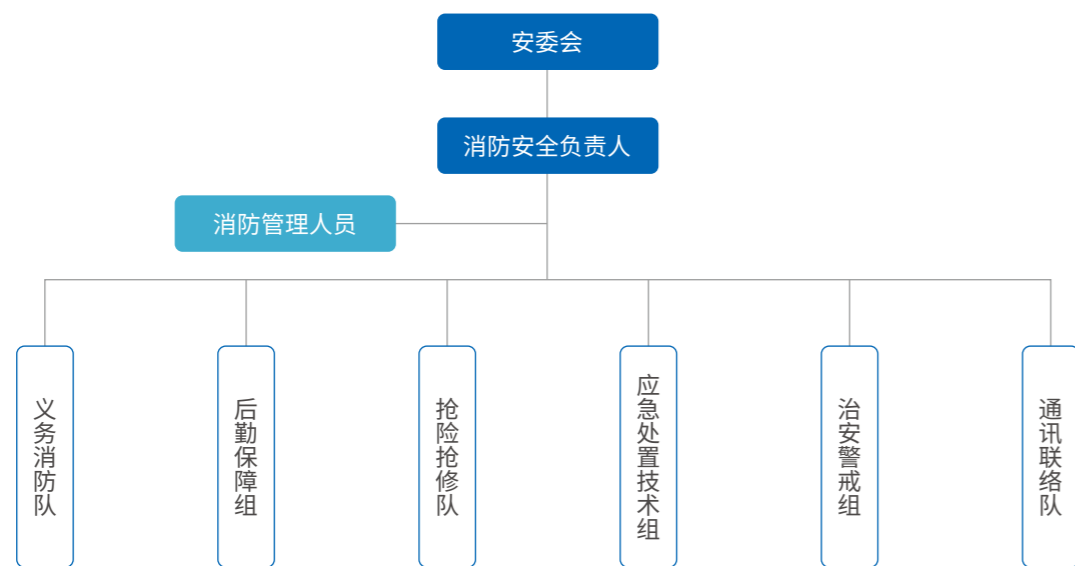 安委会
消防安全负责人
消防管理人员
义务消防队
后勤保障组
抢险抢修队
应急处置技术组
治安警戒组
通讯联络队